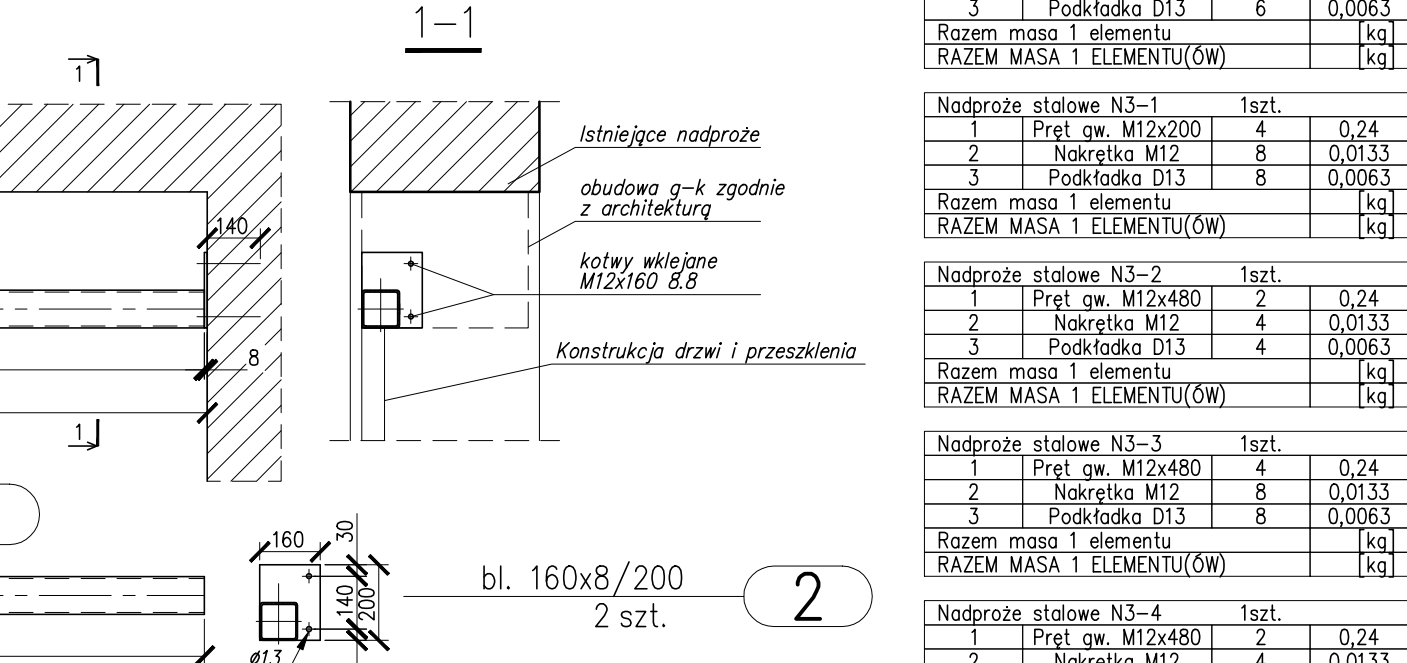 1-1
1
Istniejące nadproże
obudowa g-k zgodnie
z architekturą
140
kotwy wklejane
M12x160 8.8
8
Konstrukcja drzwi i przeszklenia
1
160
30
140
200
ø13
bl. 160x8/200
2 szt.
2
3 Podkładka D13 6 0,0063
Razem masa 1 elementu [kg]
RAZEM MASA 1 ELEMENTU(ÓW) [kg]
Nadproże stalowe N3-1 1szt.
1 Pręt gw. M12x200 4 0,24
2 Nakrętka M12 8 0,0133
3 Podkładka D13 8 0,0063
Razem masa 1 elementu [kg]
RAZEM MASA 1 ELEMENTU(ÓW) [kg]
Nadproże stalowe N3-2 1szt.
1 Pręt gw. M12x480 2 0,24
2 Nakrętka M12 4 0,0133
3 Podkładka D13 4 0,0063
Razem masa 1 elementu [kg]
RAZEM MASA 1 ELEMENTU(ÓW) [kg]
Nadproże stalowe N3-3 1szt.
1 Pręt gw. M12x480 4 0,24
2 Nakrętka M12 8 0,0133
3 Podkładka D13 8 0,0063
Razem masa 1 elementu [kg]
RAZEM MASA 1 ELEMENTU(ÓW) [kg]
Nadproże stalowe N3-4 1szt.
1 Pręt gw. M12x480 2 0,24
2 Nakrętka M12 4 0,0133